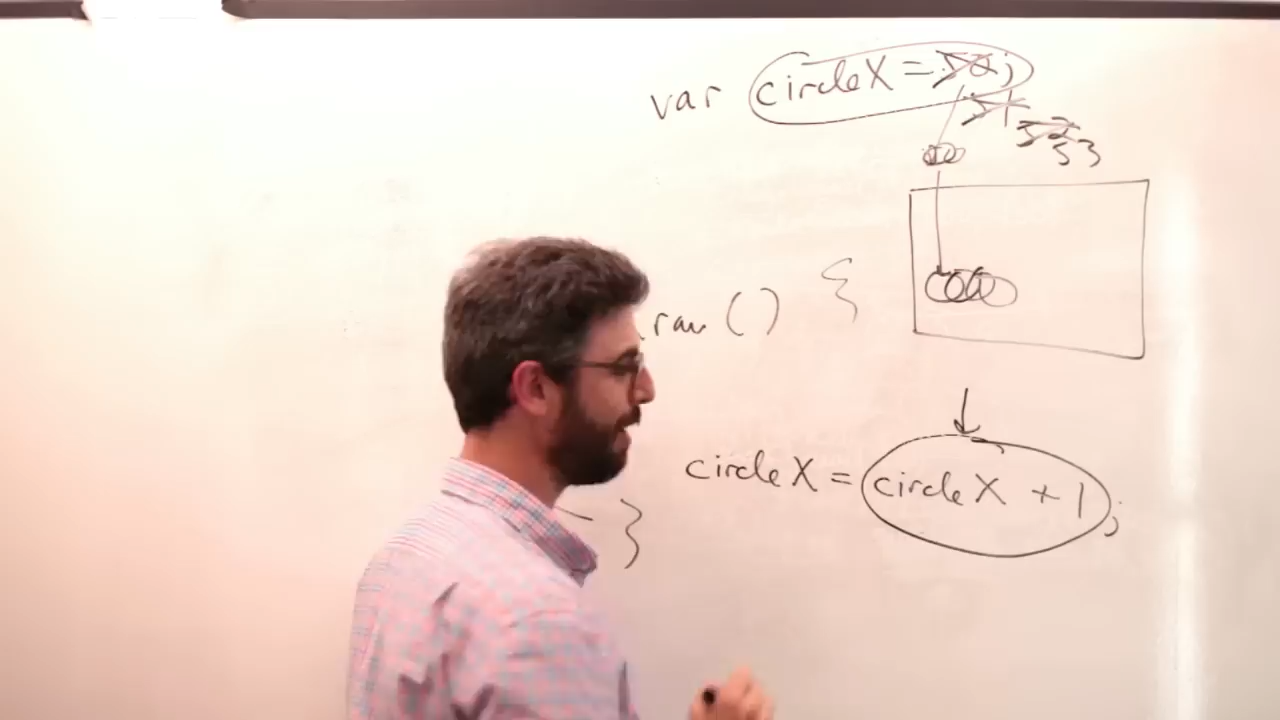 var circleX = 50;
51
52
53
raw () {
circleX = circleX + 1;
}